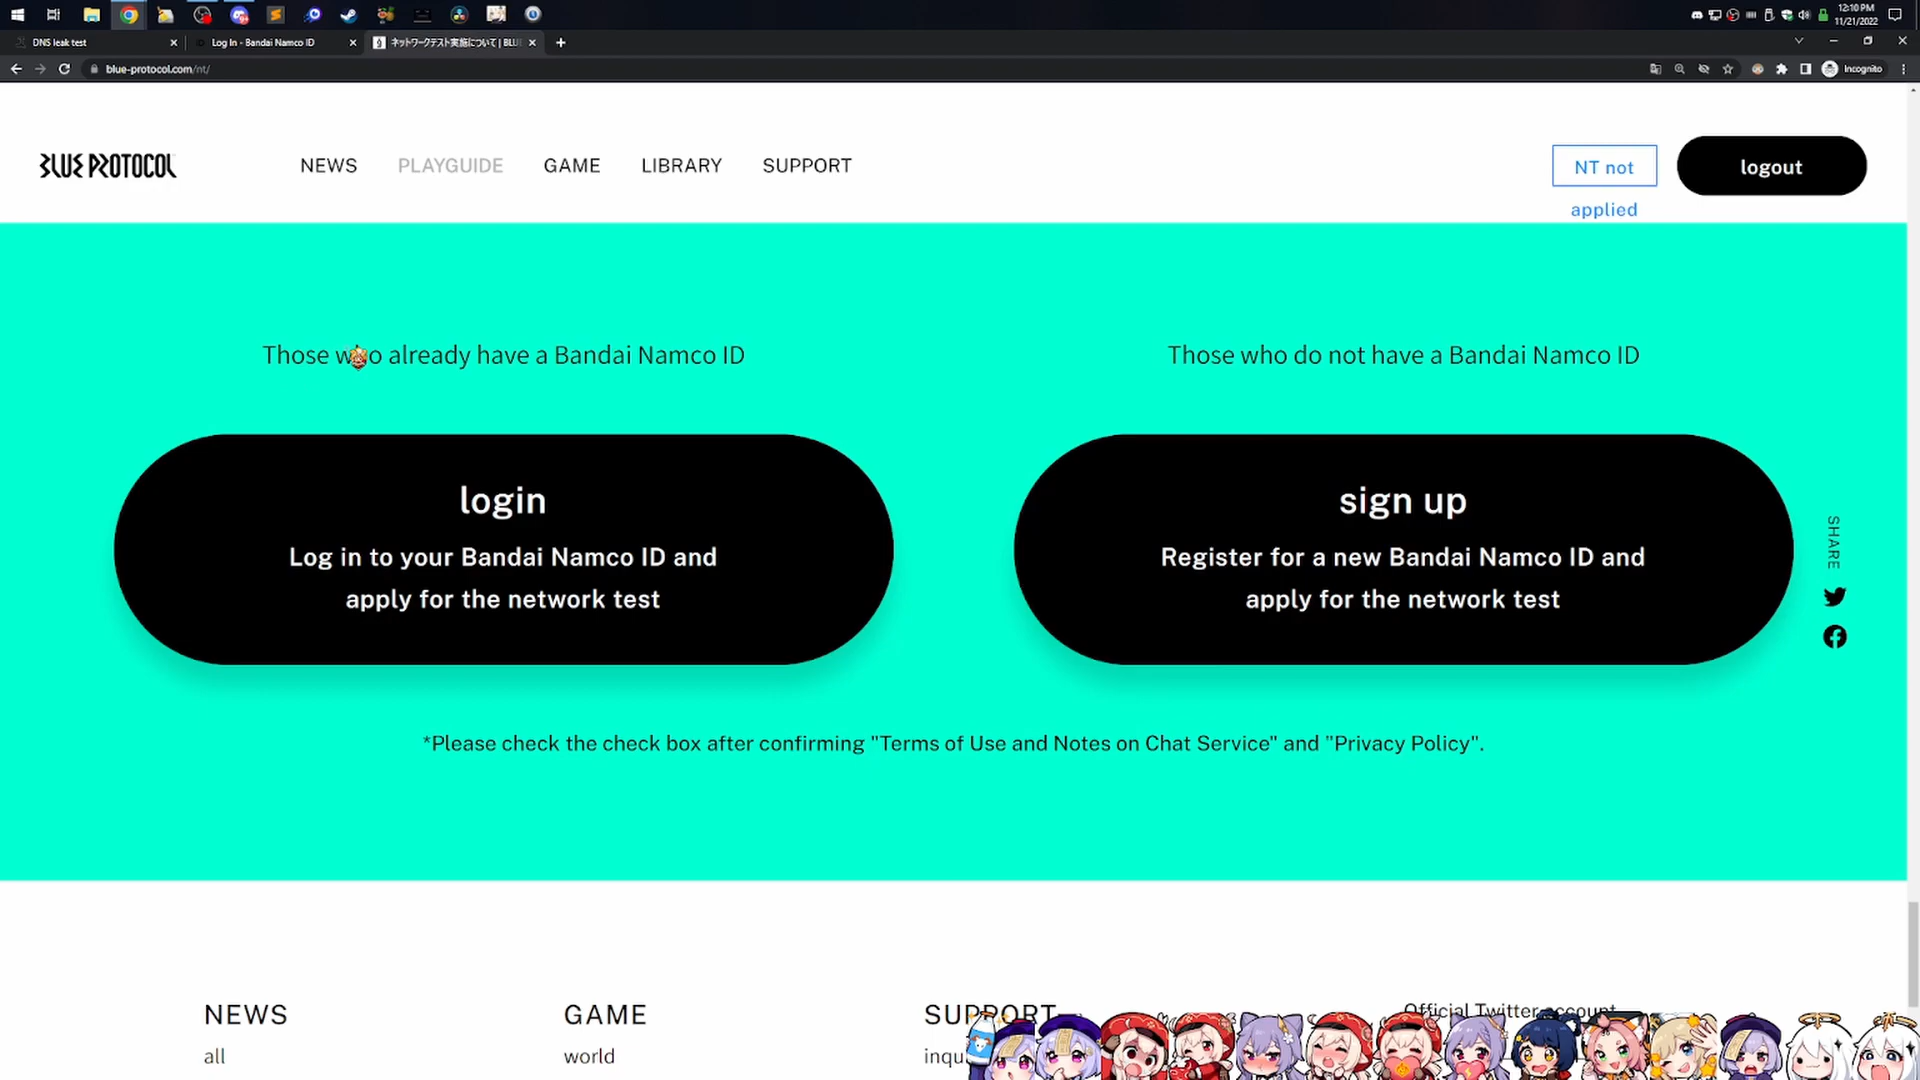 12:10 PM
11/21/2022
DNS leak test
Log In - Bandai Namco ID
ネットワークテスト実施について | BLU
blue-protocol.com/nt/
Incognito
BLUE PROTOCOL
NEWS
PLAYGUIDE
GAME
LIBRARY
SUPPORT
NT not
applied
logout
Those who already have a Bandai Namco ID
Those who do not have a Bandai Namco ID
login
Log in to your Bandai Namco ID and
apply for the network test
sign up
Register for a new Bandai Namco ID and
apply for the network test
SHARE
*Please check the check box after confirming "Terms of Use and Notes on Chat Service" and "Privacy Policy".
NEWS
GAME
SUPPORT
Official Twitter account
all
world
inqu